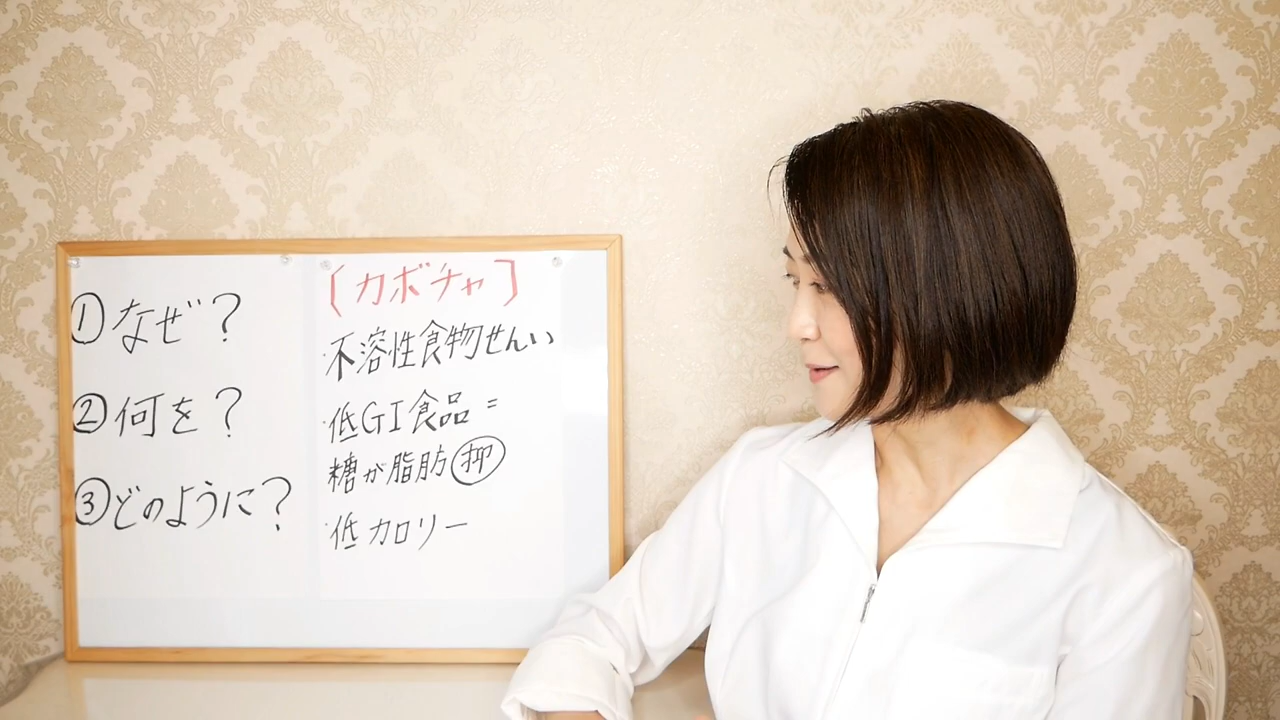 ①なぜ?
②何を?
③どのように?
[カボチャ]
・不溶性食物せんい
・低GI食品=
糖が脂肪㊥抑
・低カロリー